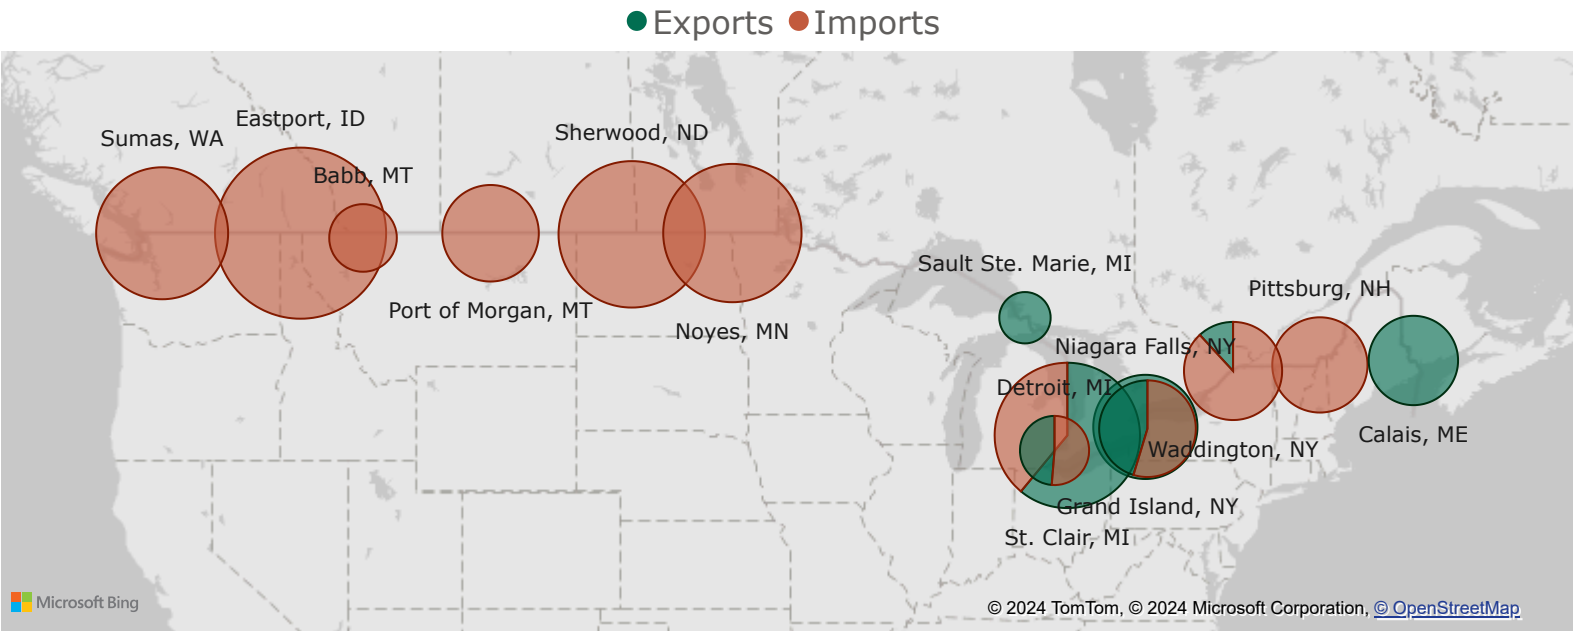 Exports Imports
Eastport, ID
Sumas, WA
Sherwood, ND
Babb, MT
Sault Ste. Marie, MI
Pittsburg, NH
Port of Morgan, MT
Noyes, MN
Niagara Falls, NY
Detroit, MI
Calais, ME
Waddington, NY
Grand Island, NY
St. Clair, MI
Microsoft Bing
© 2024 TomTom, © 2024 Microsoft Corporation, © OpenStreetMap